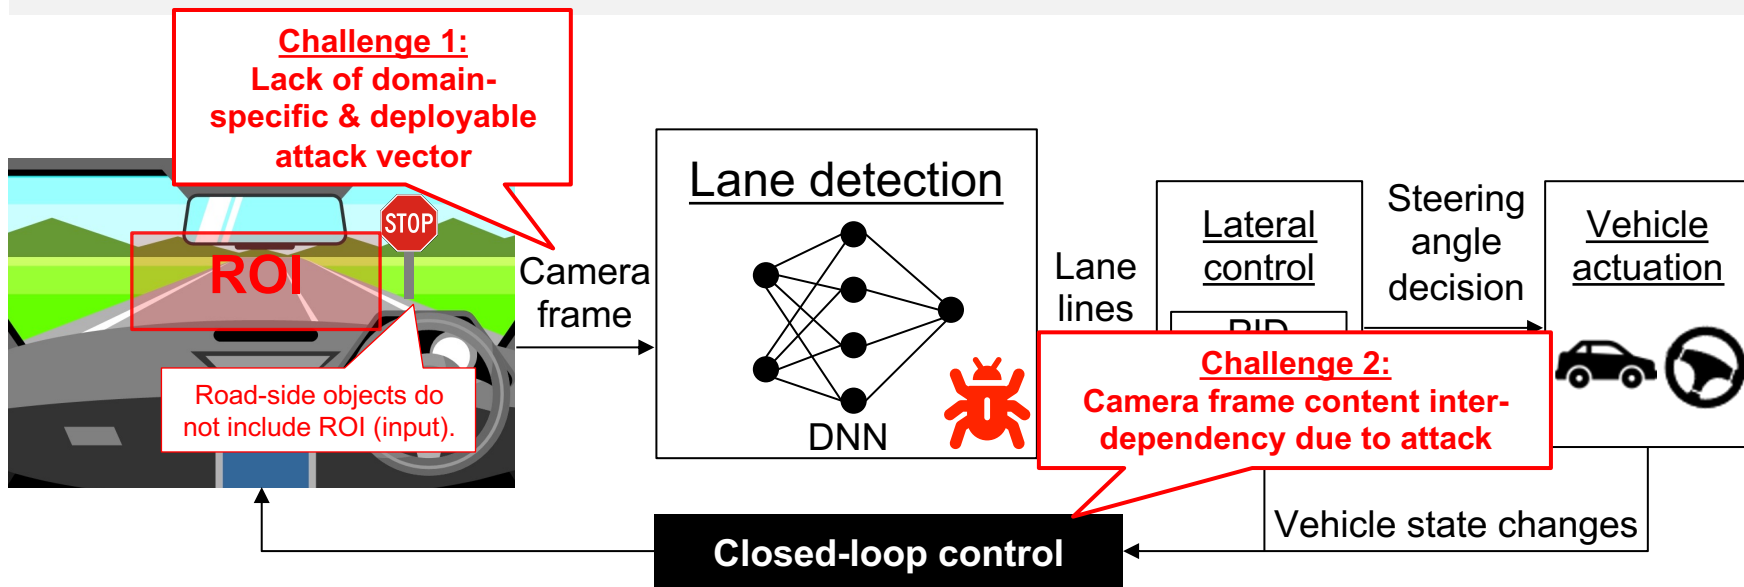 Challenge 1:
Lack of domain-
specific & deployable
attack vector
STOP
ROI
Road-side objects do
not include ROI (input).
Camera
frame
Lane detection
DNN
Lane
lines
Lateral
control
Steering
angle
decision
Vehicle
actuation
Challenge 2:
Camera frame content inter-
dependency due to attack
Vehicle state changes
Closed-loop control